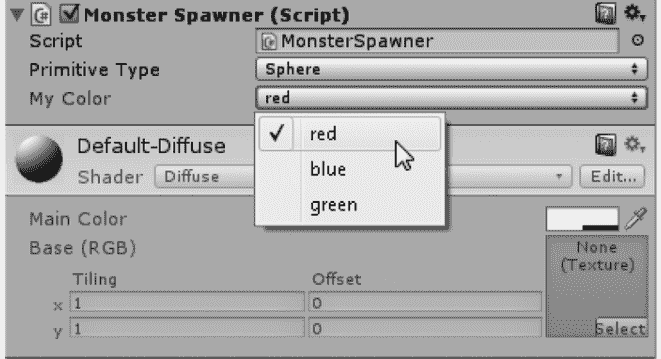 Monster Spawner (Script)
Script MonsterSpawner
Primitive Type Sphere
My Color red
red
blue
green
Default-Diffuse
Shader Diffuse Edit...
Main Color
Base (RGB)
None
(Texture)
Tiling Offset
x 1 0
y 1 0
Select